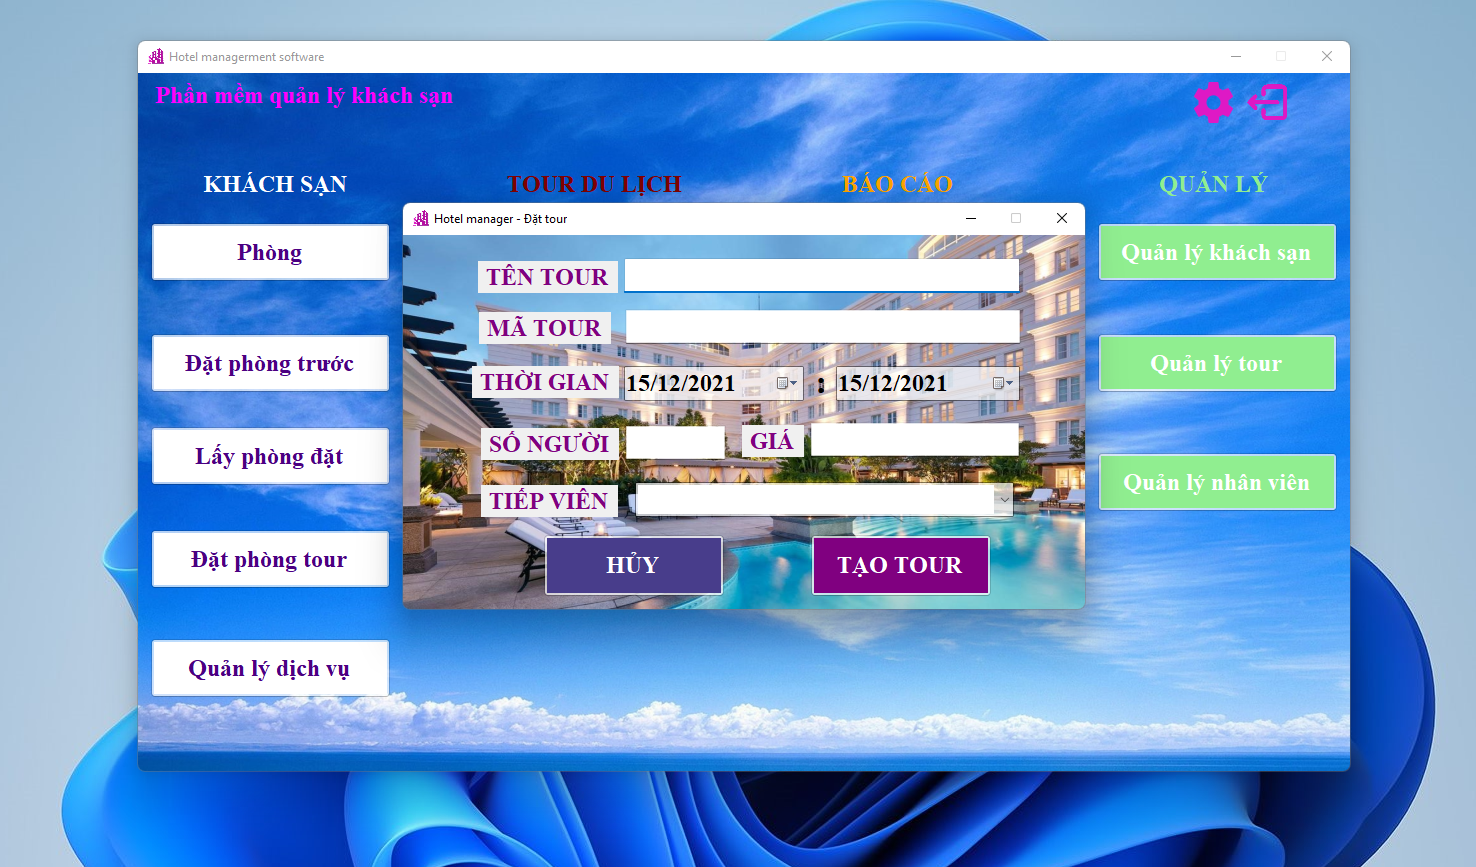 Hotel managerment software
Phần mềm quản lý khách sạn
KHÁCH SẠN
TOUR DU LỊCH
BÁO CÁO
QUẢN LÝ
Phòng
Đặt phòng trước
Lấy phòng đặt
Đặt phòng tour
Quản lý dịch vụ
Hotel manager - Đặt tour
TÊN TOUR
MÃ TOUR
THỜI GIAN 15/12/2021 : 15/12/2021
SỐ NGƯỜI GIÁ
TIẾP VIÊN
HỦY TẠO TOUR
Quản lý khách sạn
Quản lý tour
Quản lý nhân viên